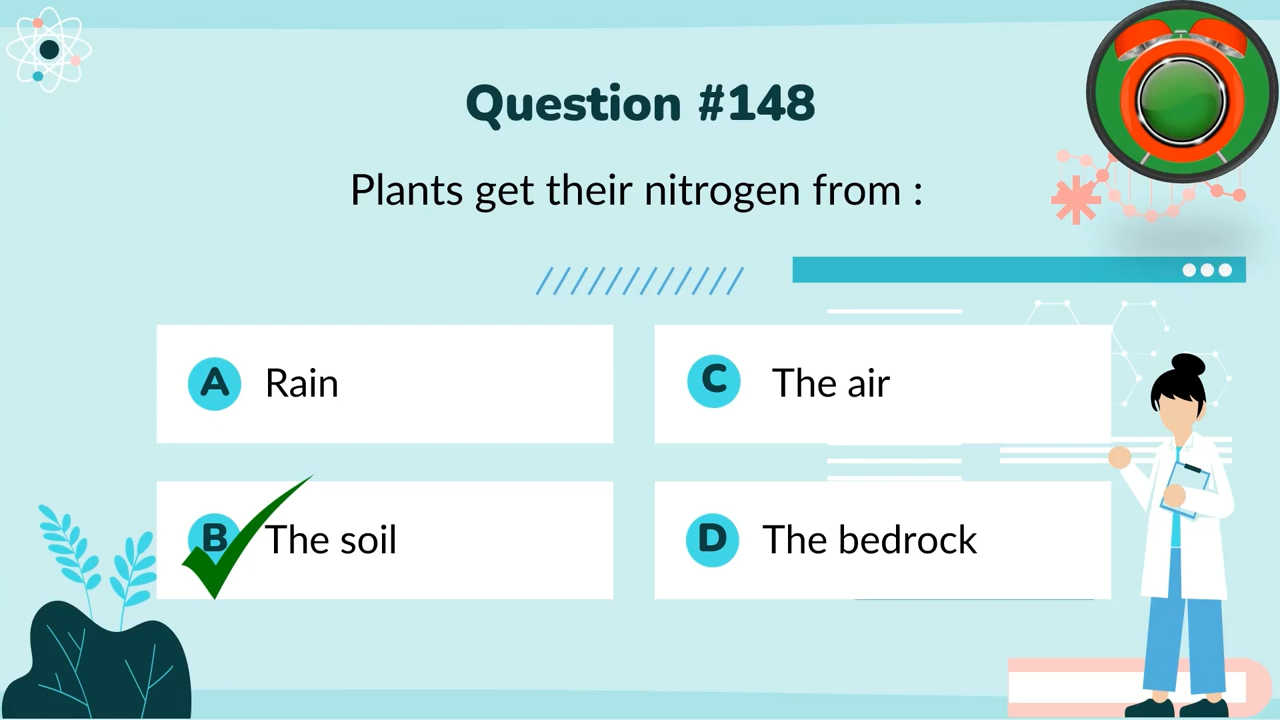 Question #148
Plants get their nitrogen from :
A Rain
B The soil
C The air
D The bedrock